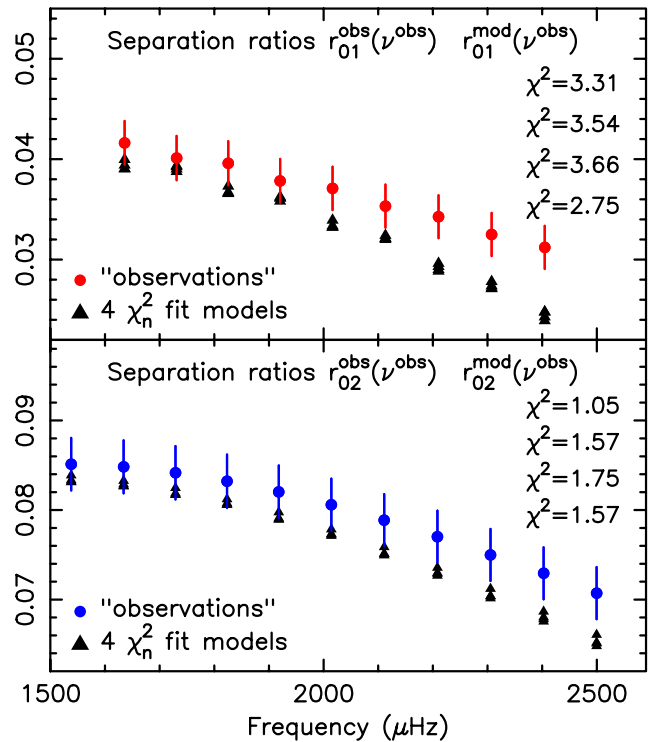 Separation ratios r₀₁ᵒᵇˢ(νᵒᵇˢ) r₀₁ᵐᵒᵈ(νᵒᵇˢ)
0.05
χ²=3.31
χ²=3.54
0.04
χ²=3.66
χ²=2.75
0.03
"observations"
4 χₙ² fit models
Separation ratios r₀₂ᵒᵇˢ(νᵒᵇˢ) r₀₂ᵐᵒᵈ(νᵒᵇˢ)
χ²=1.05
0.09
χ²=1.57
χ²=1.75
0.08
χ²=1.57
0.07
"observations"
4 χₙ² fit models
1500 2000 2500
Frequency (μHz)